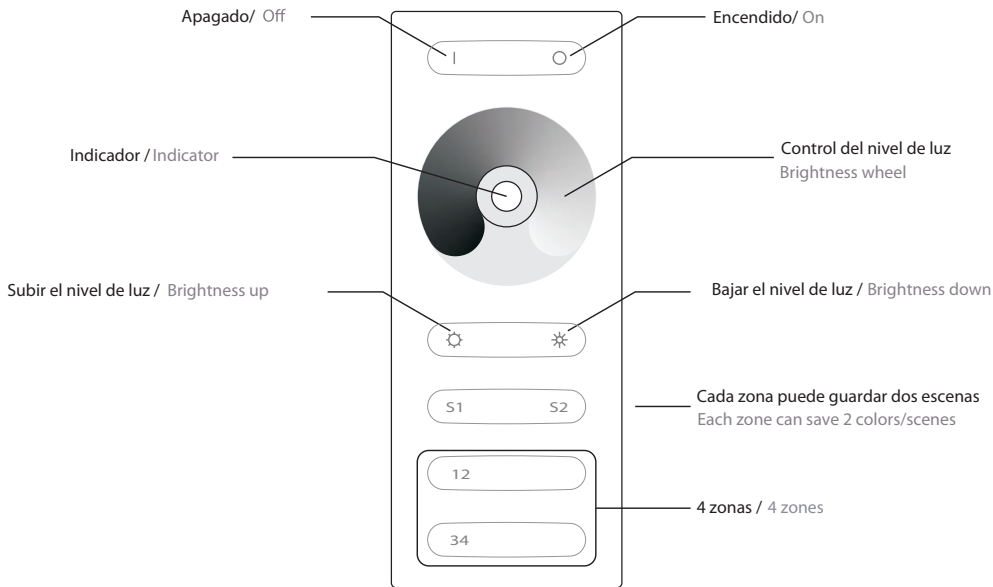 Apagado/ Off
Encendido/ On
I O
Indicador / Indicator
Control del nivel de luz
Brightness wheel
Subir el nivel de luz / Brightness up
Bajar el nivel de luz / Brightness down
S1 S2
Cada zona puede guardar dos escenas
Each zone can save 2 colors/scenes
12
4 zonas / 4 zones
34